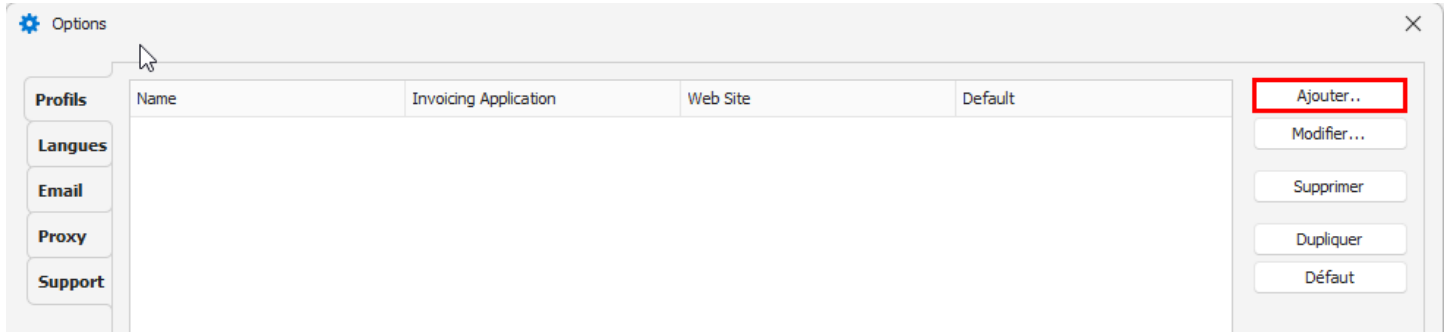 Options
Profils
Name Invoicing Application Web Site Default
Ajouter..
Modifier...
Langues
Email
Supprimer
Proxy
Dupliquer
Support
Défaut